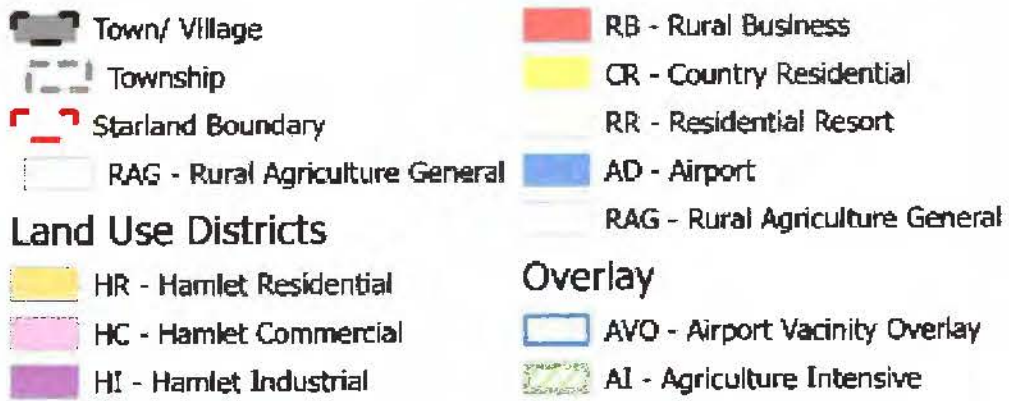 Town/ Village
Township
Starland Boundary
RAG - Rural Agriculture General
Land Use Districts
HR - Hamlet Residential
HC - Hamlet Commercial
HI - Hamlet Industrial
RB - Rural Business
CR - Country Residential
RR - Residential Resort
AD - Airport
RAG - Rural Agriculture General
Overlay
AVO - Airport Vacinity Overlay
AI - Agriculture Intensive